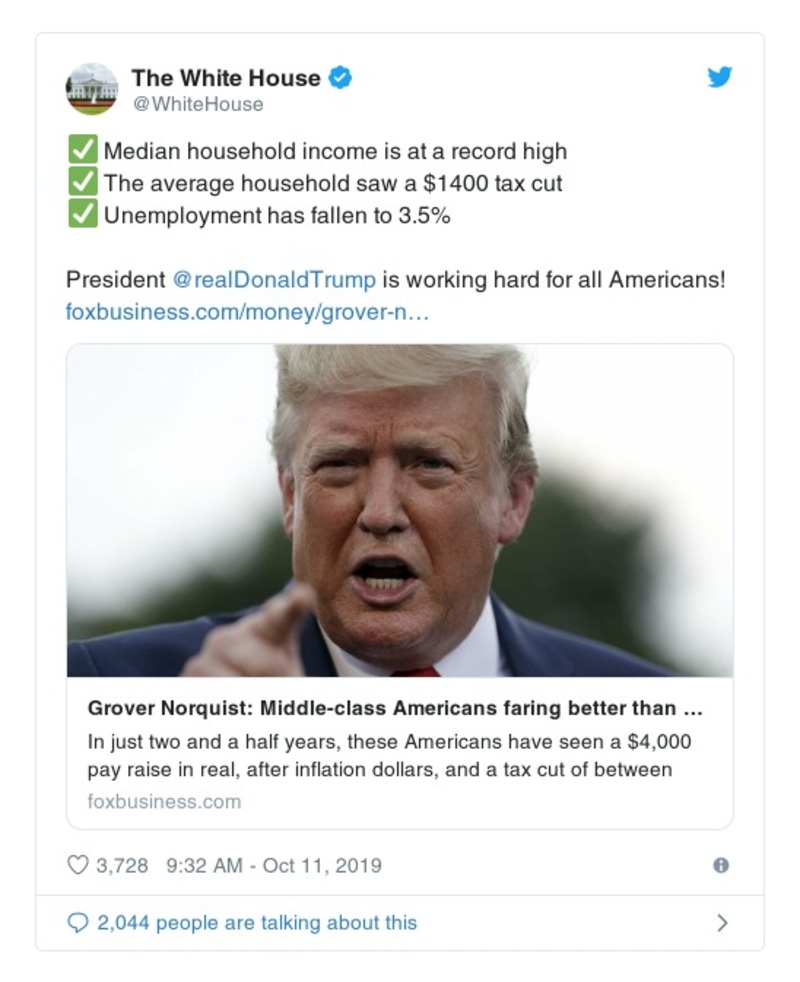 The White House
@WhiteHouse
✅ Median household income is at a record high
✅ The average household saw a $1400 tax cut
✅ Unemployment has fallen to 3.5%
President @realDonaldTrump is working hard for all Americans!
foxbusiness.com/money/grover-n…
Grover Norquist: Middle-class Americans faring better than ...
In just two and a half years, these Americans have seen a $4,000
pay raise in real, after inflation dollars, and a tax cut of between
foxbusiness.com
3,728 9:32 AM - Oct 11, 2019
2,044 people are talking about this